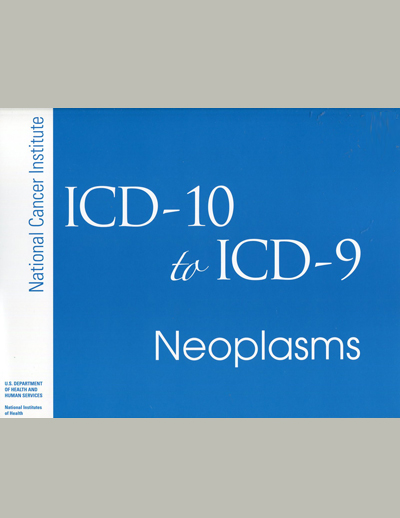 National Cancer Institute
ICD-10
to ICD-9
Neoplasms
U.S. DEPARTMENT
OF HEALTH AND
HUMAN SERVICES
National Institutes
of Health